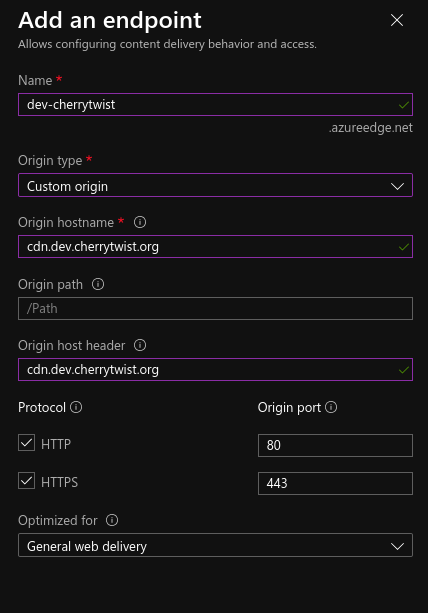 Add an endpoint
Allows configuring content delivery behavior and access.
Name *
dev-cherrytwist
.azureedge.net
Origin type *
Custom origin
Origin hostname *
cdn.dev.cherrytwist.org
Origin path
/Path
Origin host header
cdn.dev.cherrytwist.org
Protocol Origin port
HTTP 80
HTTPS 443
Optimized for
General web delivery